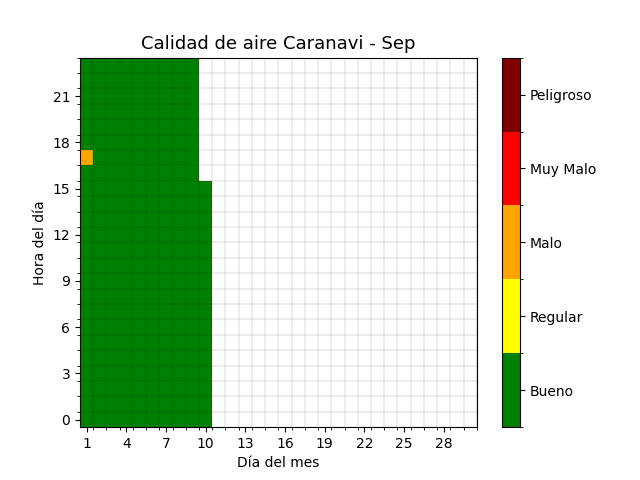 Calidad de aire Caranavi - Sep
Hora del día
21
18
15
12
9
6
3
0
1 4 7 10 13 16 19 22 25 28
Día del mes
Peligroso
Muy Malo
Malo
Regular
Bueno